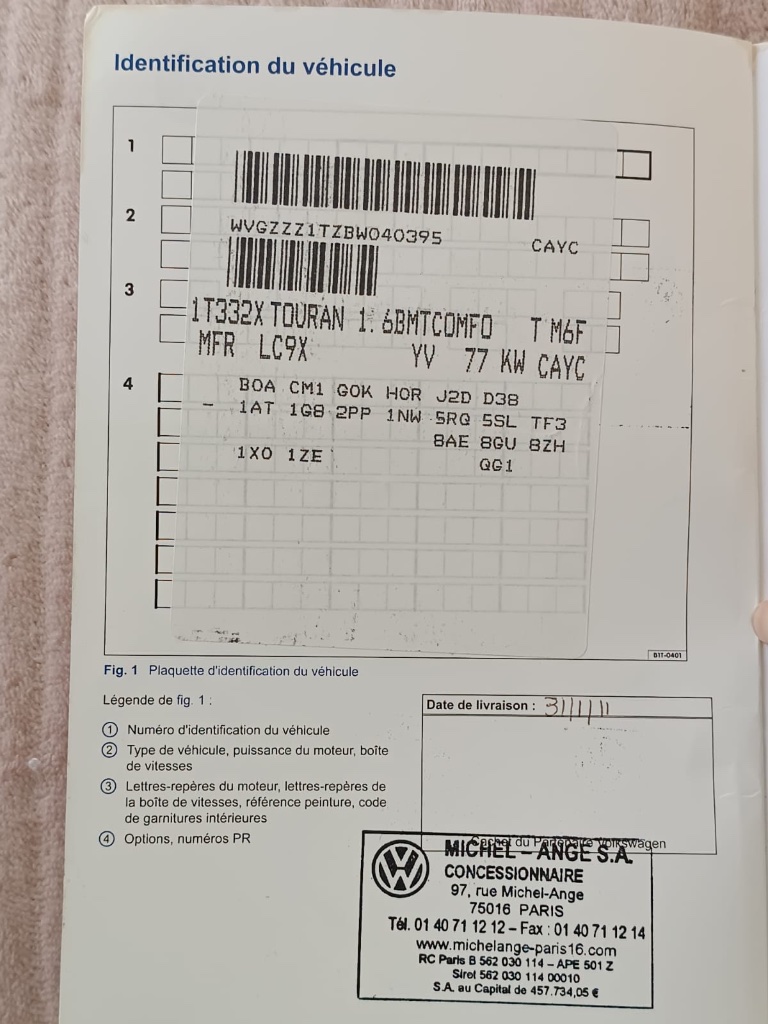 Identification du véhicule
1
2
WVGZZZ1TZBW040395 CAYC
3
1T332X TOURAN 1. 6BMTCOMFO T M6F
MFR LC9X YV 77 KW CAYC
4
BOA CM1 GOK HOR J2D D38
- 1AT 1G8 2PP 1NW 5RQ 5SL TF3
8AE 8GU 8ZH
1XO 1ZE QG1
B1T-0401
Fig. 1 Plaquette d'identification du véhicule
Légende de fig. 1 :
① Numéro d'identification du véhicule
② Type de véhicule, puissance du moteur, boîte
de vitesses
③ Lettres-repères du moteur, lettres-repères de
la boîte de vitesses, référence peinture, code
de garnitures intérieures
④ Options, numéros PR
Date de livraison : 31/1/11
Cachet du Partenaire Volkswagen
MICHEL – ANGE S.A.
CONCESSIONNAIRE
97, rue Michel-Ange
75016 PARIS
Tél. 01 40 71 12 12 – Fax : 01 40 71 12 14
www.michelange-paris16.com
RC Paris B 562 030 114 – APE 501 Z
Siret 562 030 114 00010
S.A. au Capital de 457.734,05 €